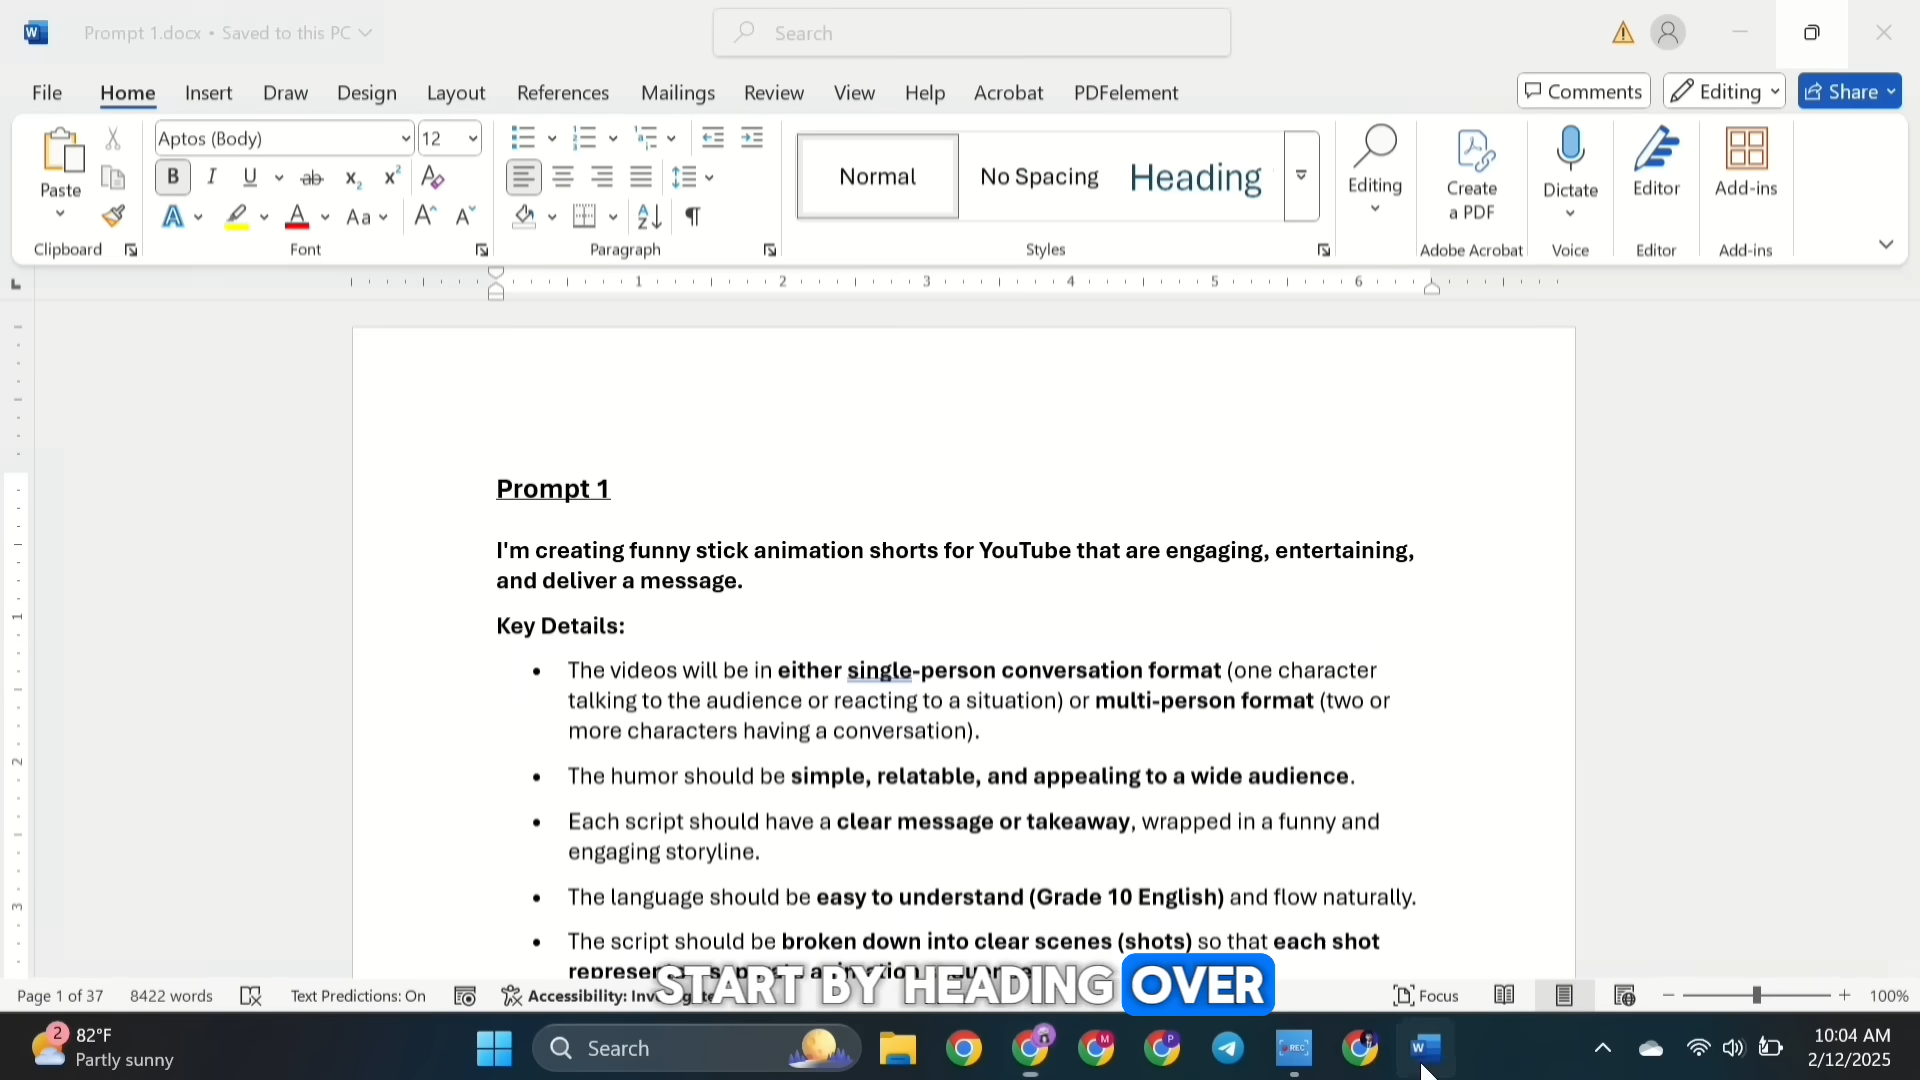 Prompt 1.docx • Saved to this PC
Search
File Home Insert Draw Design Layout References Mailings Review View Help Acrobat PDFelement
Comments Editing Share
Aptos (Body) 12
Normal No Spacing Heading
Paste Editing Create a PDF Dictate Editor Add-ins
Clipboard Font Paragraph Styles Adobe Acrobat Voice Editor Add-ins
1 2 3 4 5 6
Prompt 1
I'm creating funny stick animation shorts for YouTube that are engaging, entertaining,
and deliver a message.
Key Details:
• The videos will be in either single-person conversation format (one character
talking to the audience or reacting to a situation) or multi-person format (two or
more characters having a conversation).
• The humor should be simple, relatable, and appealing to a wide audience.
• Each script should have a clear message or takeaway, wrapped in a funny and
engaging storyline.
• The language should be easy to understand (Grade 10 English) and flow naturally.
• The script should be broken down into clear scenes (shots) so that each shot
START BY HEADING OVER
Page 1 of 37 8422 words Text Predictions: On Accessibility: Focus 100%
2 82°F
Partly sunny
Search
REC
10:04 AM
2/12/2025